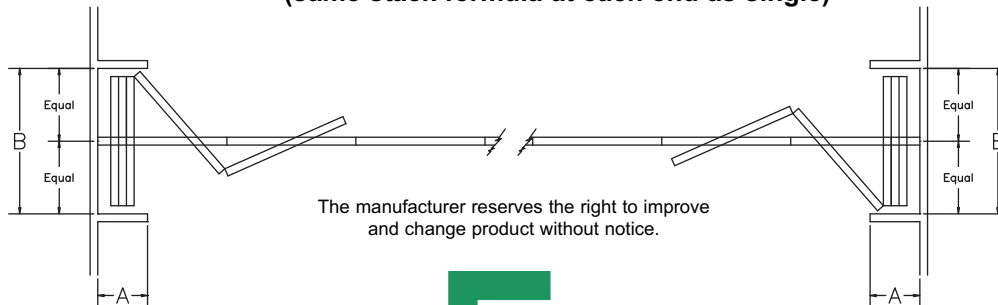 (Same Stack formula at each end as Single)
Equal
Equal
B
B
Equal
Equal
The manufacturer reserves the right to improve
and change product without notice.
A
A